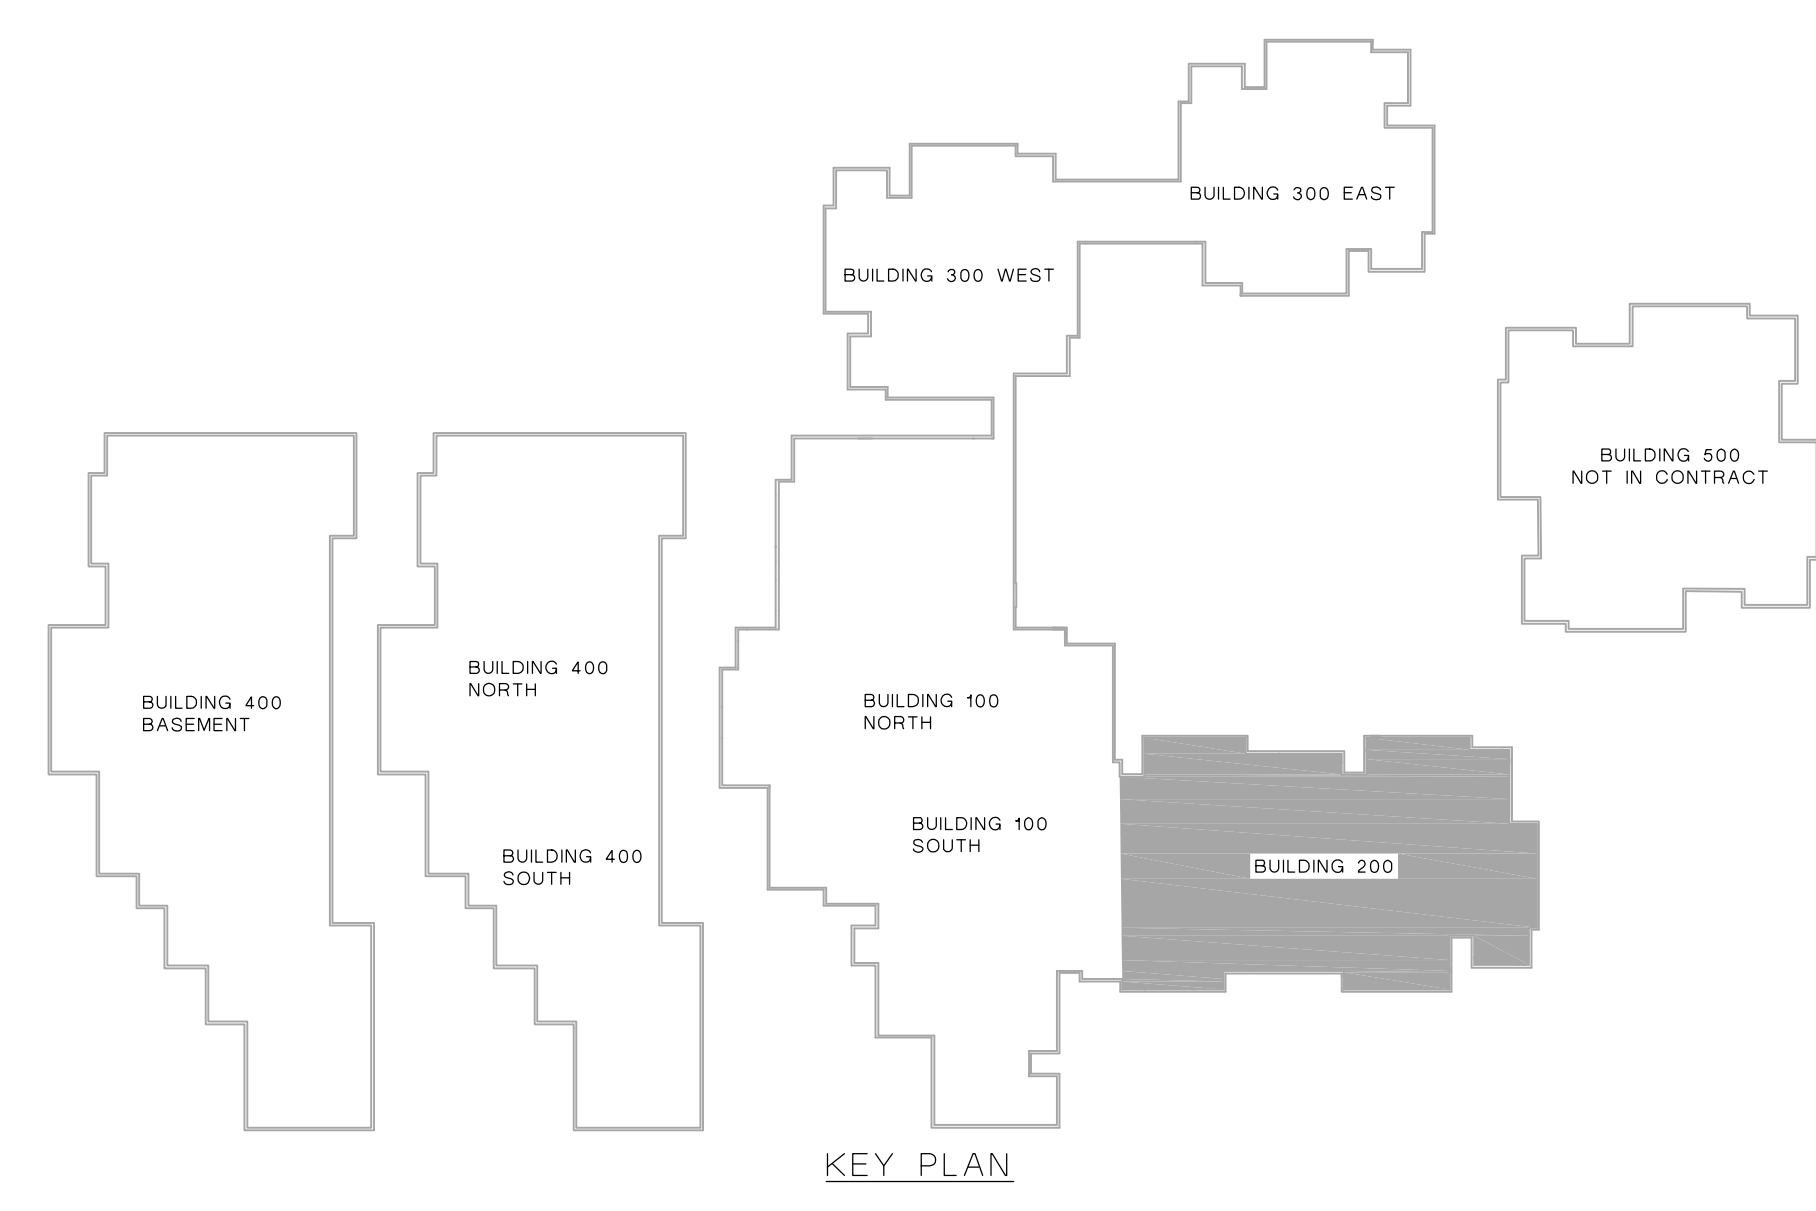 BUILDING 300 EAST
BUILDING 300 WEST
BUILDING 500
NOT IN CONTRACT
BUILDING 400
NORTH
BUILDING 400
BASEMENT
BUILDING 100
NORTH
BUILDING 100
SOUTH
BUILDING 400
SOUTH
BUILDING 200
KEY PLAN